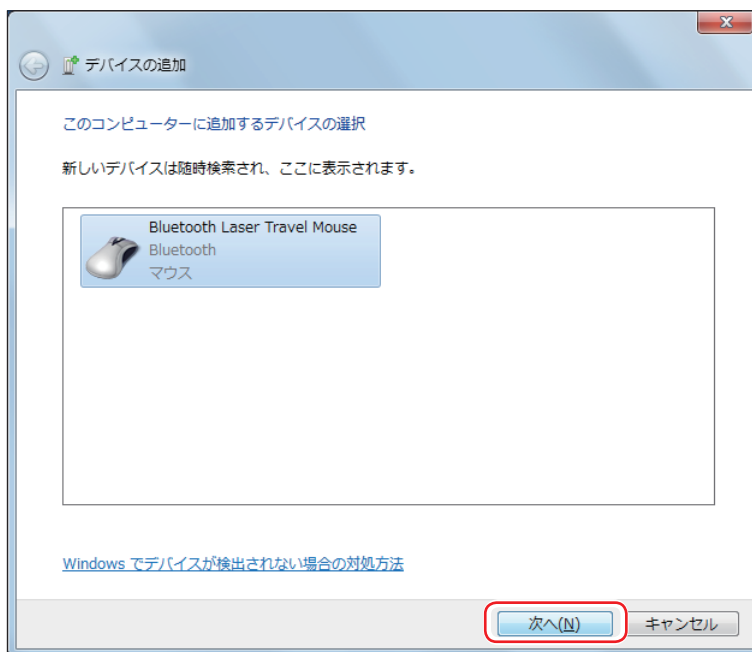 デバイスの追加
このコンピューターに追加するデバイスの選択
新しいデバイスは随時検索され、ここに表示されます。
Bluetooth Laser Travel Mouse
Bluetooth
マウス
Windows でデバイスが検出されない場合の対処方法
次へ(N) キャンセル